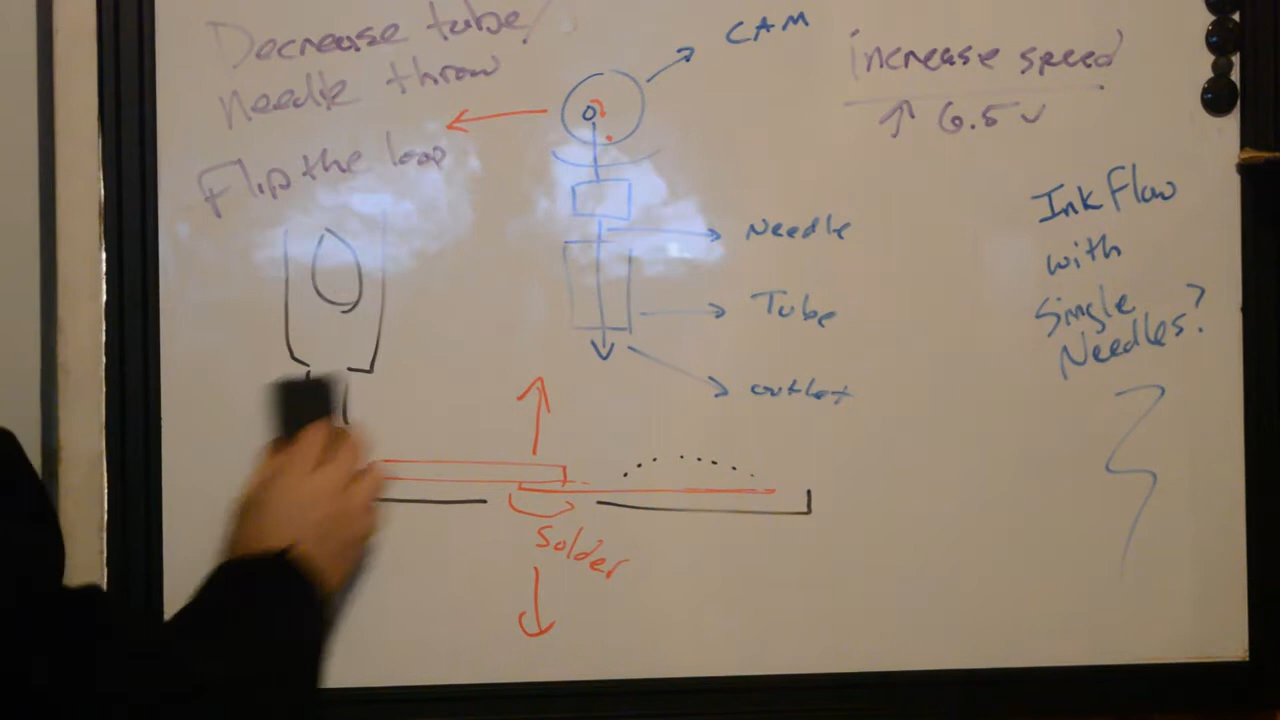 Decrease tube/
needle throw
Flip the loop
CAM
increase speed
↑ 6.5 v
Needle
Tube
outlet
Ink Flow
with
Single
Needles?
Solder